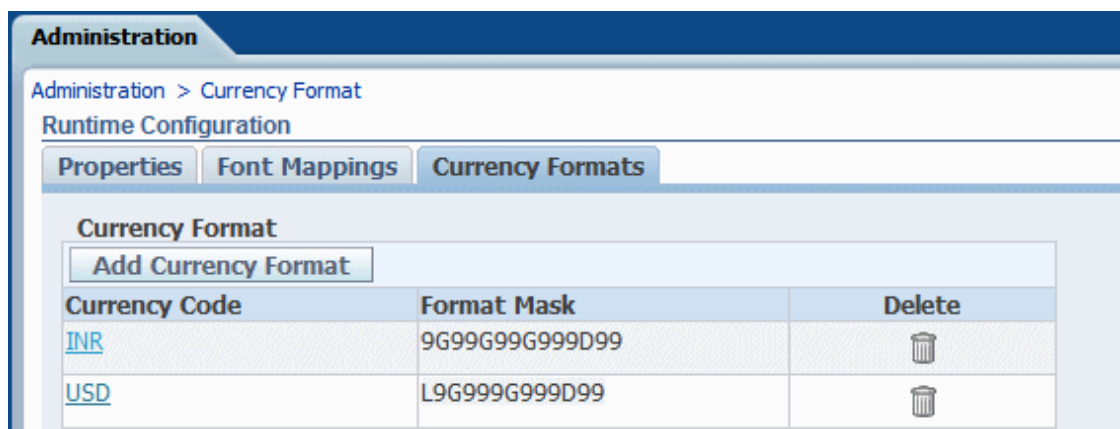 Administration
Administration > Currency Format
Runtime Configuration
Properties Font Mappings Currency Formats
Currency Format
Add Currency Format
Currency Code Format Mask Delete
INR 9G99G99G999D99
USD L9G999G999D99